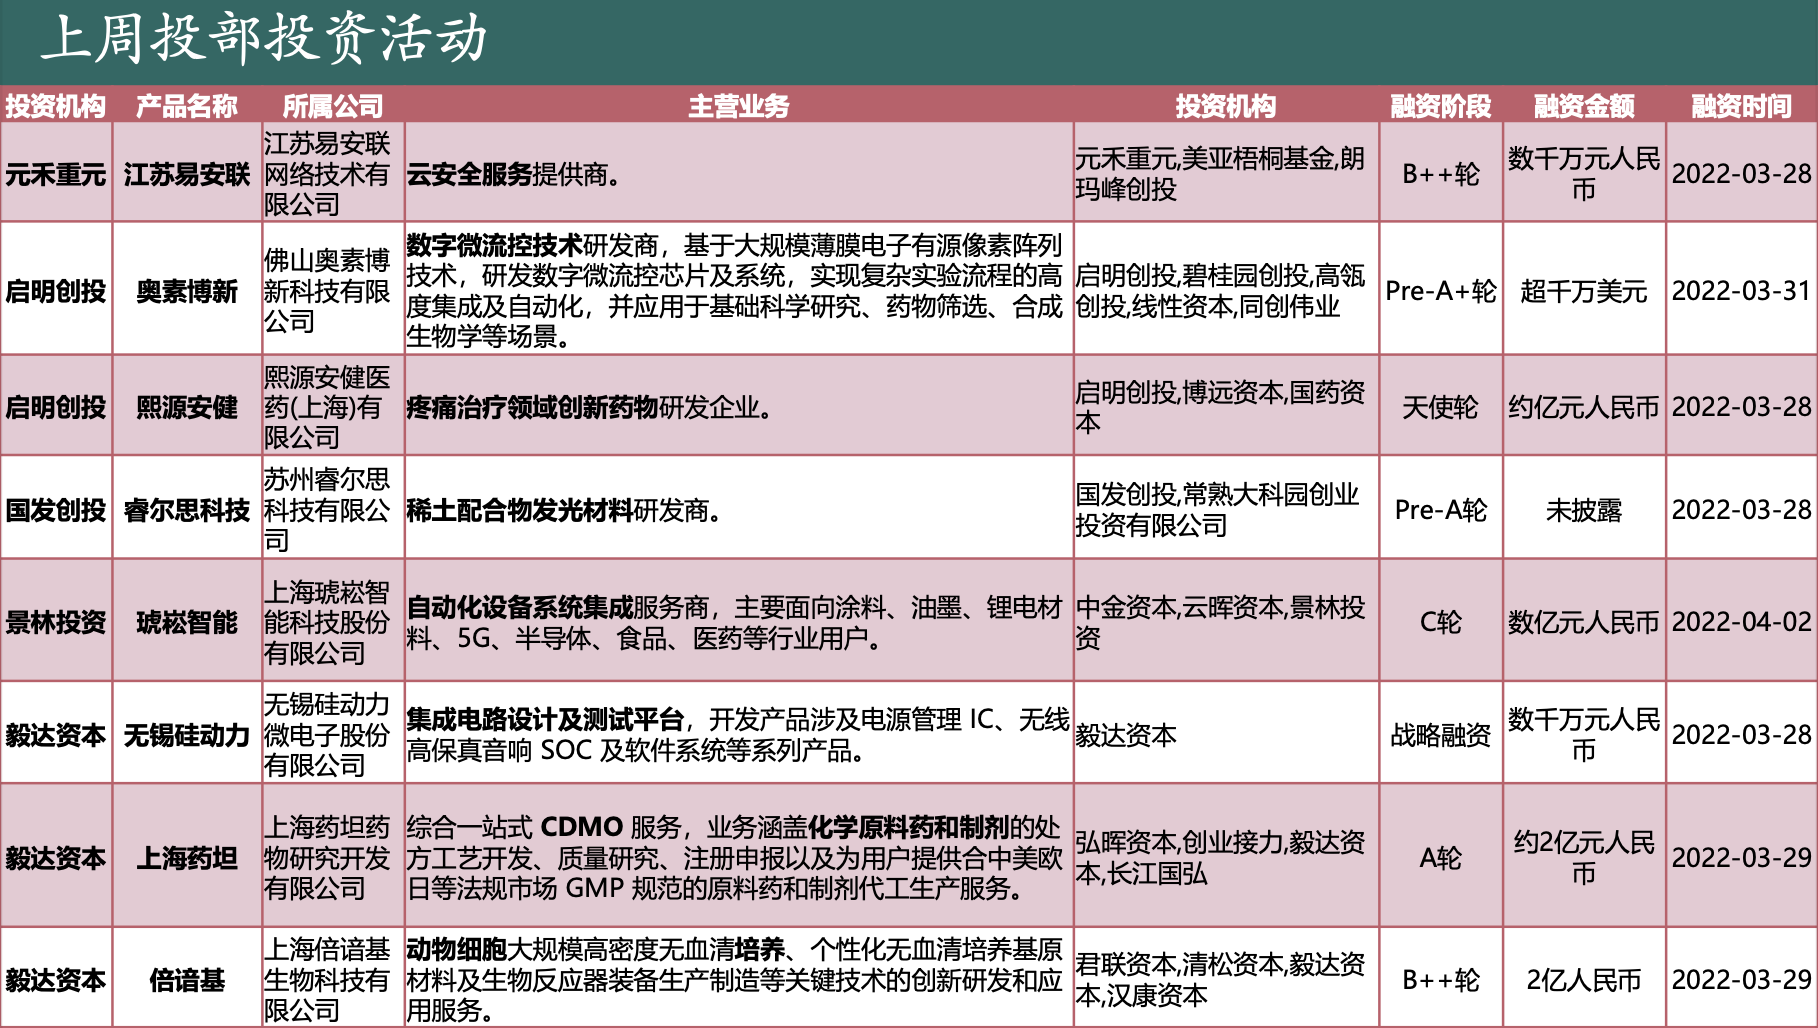 上周投部投资活动
投资机构 产品名称 所属公司 主营业务 投资机构 融资阶段 融资金额 融资时间
元禾重元 江苏易安联
江苏易安联
网络技术有
限公司
云安全服务提供商。
元禾重元,美亚梧桐基金,朗
玛峰创投
B++轮
数千万元人民
币
2022-03-28
启明创投 奥素博新
佛山奥素博
新科技有限
公司
数字微流控技术研发商，基于大规模薄膜电子有源像素阵列
技术，研发数字微流控芯片及系统，实现复杂实验流程的高
度集成及自动化，并应用于基础科学研究、药物筛选、合成
生物学等场景。
启明创投,碧桂园创投,高瓴
创投,线性资本,同创伟业
Pre-A+轮
超千万美元
2022-03-31
启明创投 熙源安健
熙源安健医
药(上海)有
限公司
疼痛治疗领域创新药物研发企业。
启明创投,博远资本,国药资
本
天使轮
约亿元人民币
2022-03-28
国发创投 睿尔思科技
苏州睿尔思
科技有限公
司
稀土配合物发光材料研发商。
国发创投,常熟大科园创业
投资有限公司
Pre-A轮
未披露
2022-03-28
景林投资 琥崧智能
上海琥崧智
能科技股份
有限公司
自动化设备系统集成服务商，主要面向涂料、油墨、锂电材
料、5G、半导体、食品、医药等行业用户。
中金资本,云晖资本,景林投
资
C轮
数亿元人民币
2022-04-02
毅达资本 无锡硅动力
无锡硅动力
微电子股份
有限公司
集成电路设计及测试平台，开发产品涉及电源管理 IC、无线
高保真音响 SOC 及软件系统等系列产品。
毅达资本
战略融资
数千万元人民
币
2022-03-28
毅达资本 上海药坦
上海药坦药
物研究开发
有限公司
综合一站式 CDMO 服务，业务涵盖化学原料药和制剂的处
方工艺开发、质量研究、注册申报以及为用户提供合中美欧
日等法规市场 GMP 规范的原料药和制剂代工生产服务。
弘晖资本,创业接力,毅达资
本,长江国弘
A轮
约2亿元人民
币
2022-03-29
毅达资本 倍谙基
上海倍谙基
生物科技有
限公司
动物细胞大规模高密度无血清培养、个性化无血清培养基原
材料及生物反应器装备生产制造等关键技术的创新研发和应
用服务。
君联资本,清松资本,毅达资
本,汉康资本
B++轮
2亿人民币
2022-03-29